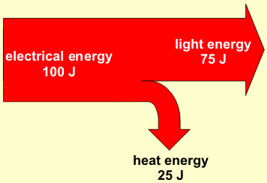 electrical energy
100 J
light energy
75 J
heat energy
25 J